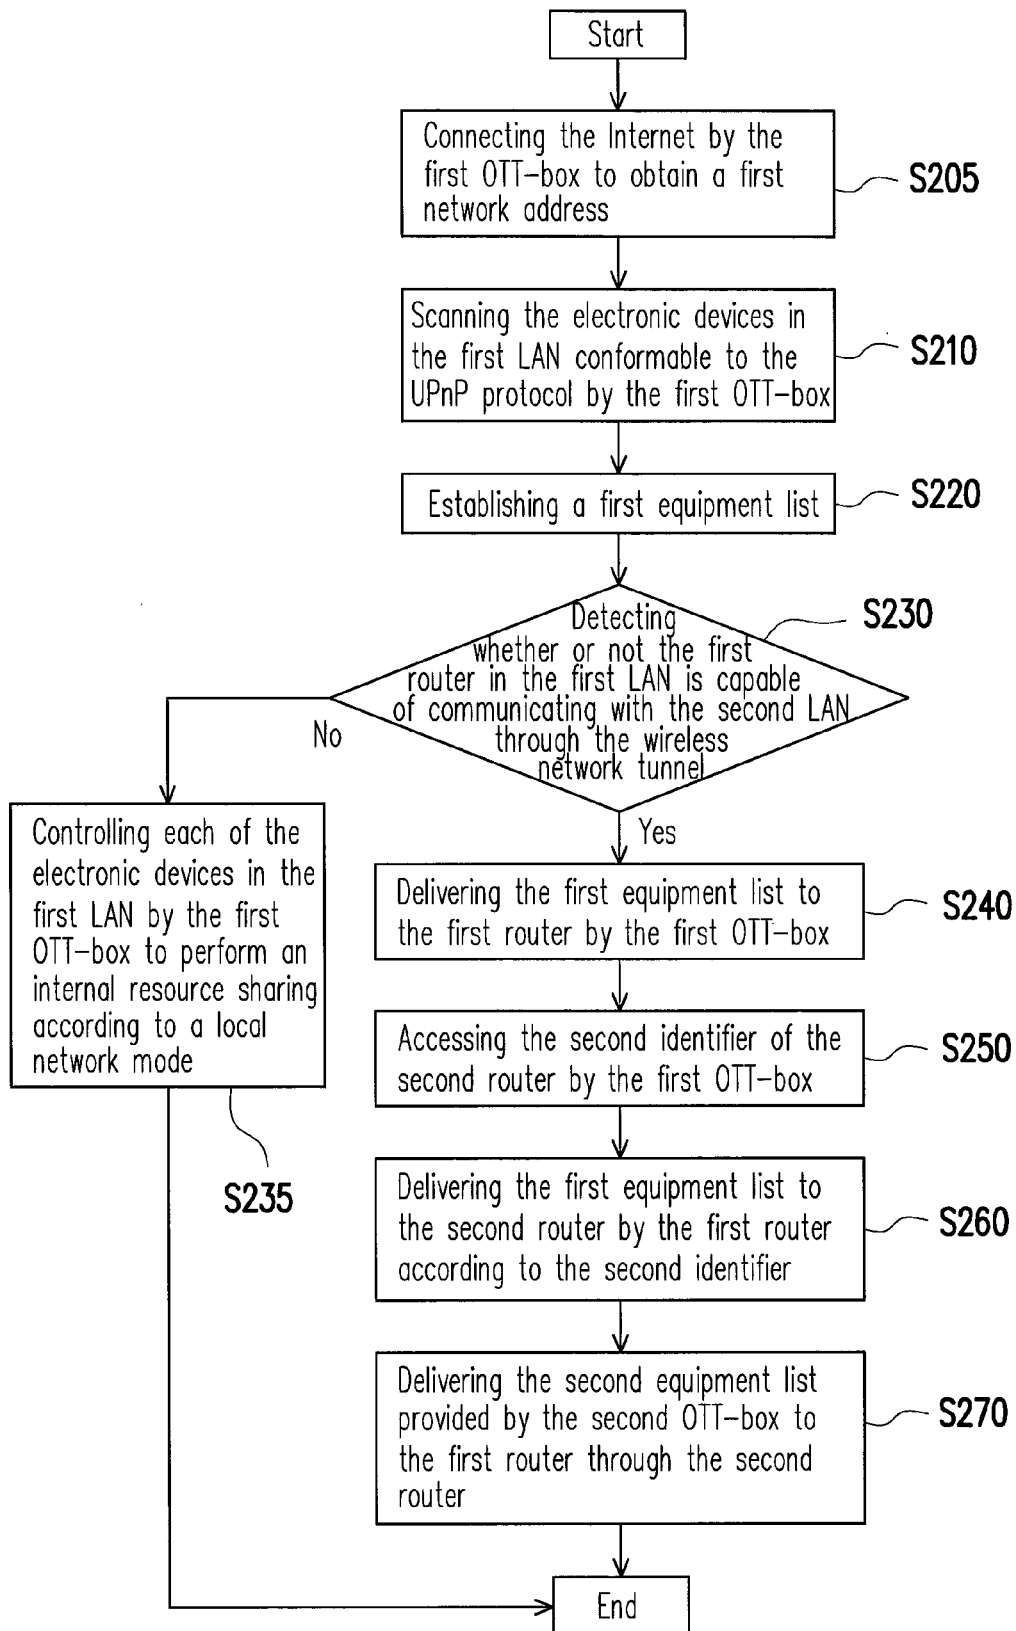 Start
Connecting the Internet by the
first OTT-box to obtain a first
network address
S205
Scanning the electronic devices in
the first LAN conformable to the
UPnP protocol by the first OTT-box
S210
Establishing a first equipment list
S220
Detecting
whether or not the first
router in the first LAN is capable
of communicating with the second LAN
through the wireless
network tunnel
S230
No
Yes
Controlling each of the
electronic devices in the
first LAN by the first
OTT-box to perform an
internal resource sharing
according to a local
network mode
S235
Delivering the first equipment list to
the first router by the first OTT-box
S240
Accessing the second identifier of the
second router by the first OTT-box
S250
Delivering the first equipment list to
the second router by the first router
according to the second identifier
S260
Delivering the second equipment list
provided by the second OTT-box to
the first router through the second
router
S270
End